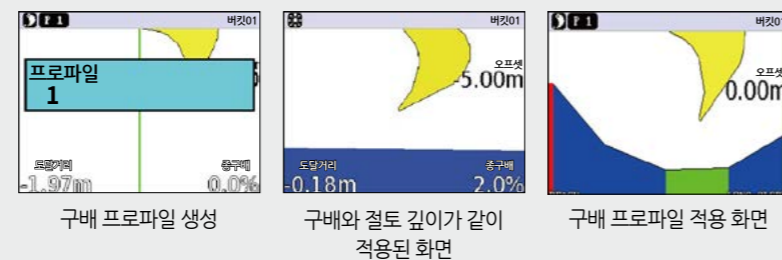 P 1
버킷01
프로파일
1
도달거리
-1.97m
종구배
0.0%
구배 프로파일 생성
버킷01
오프셋
-5.00m
도달거리
-0.18m
종구배
2.0%
구배와 절토 깊이가 같이
적용된 화면
P 1
버킷01
오프셋
0.00m
구배 프로파일 적용 화면